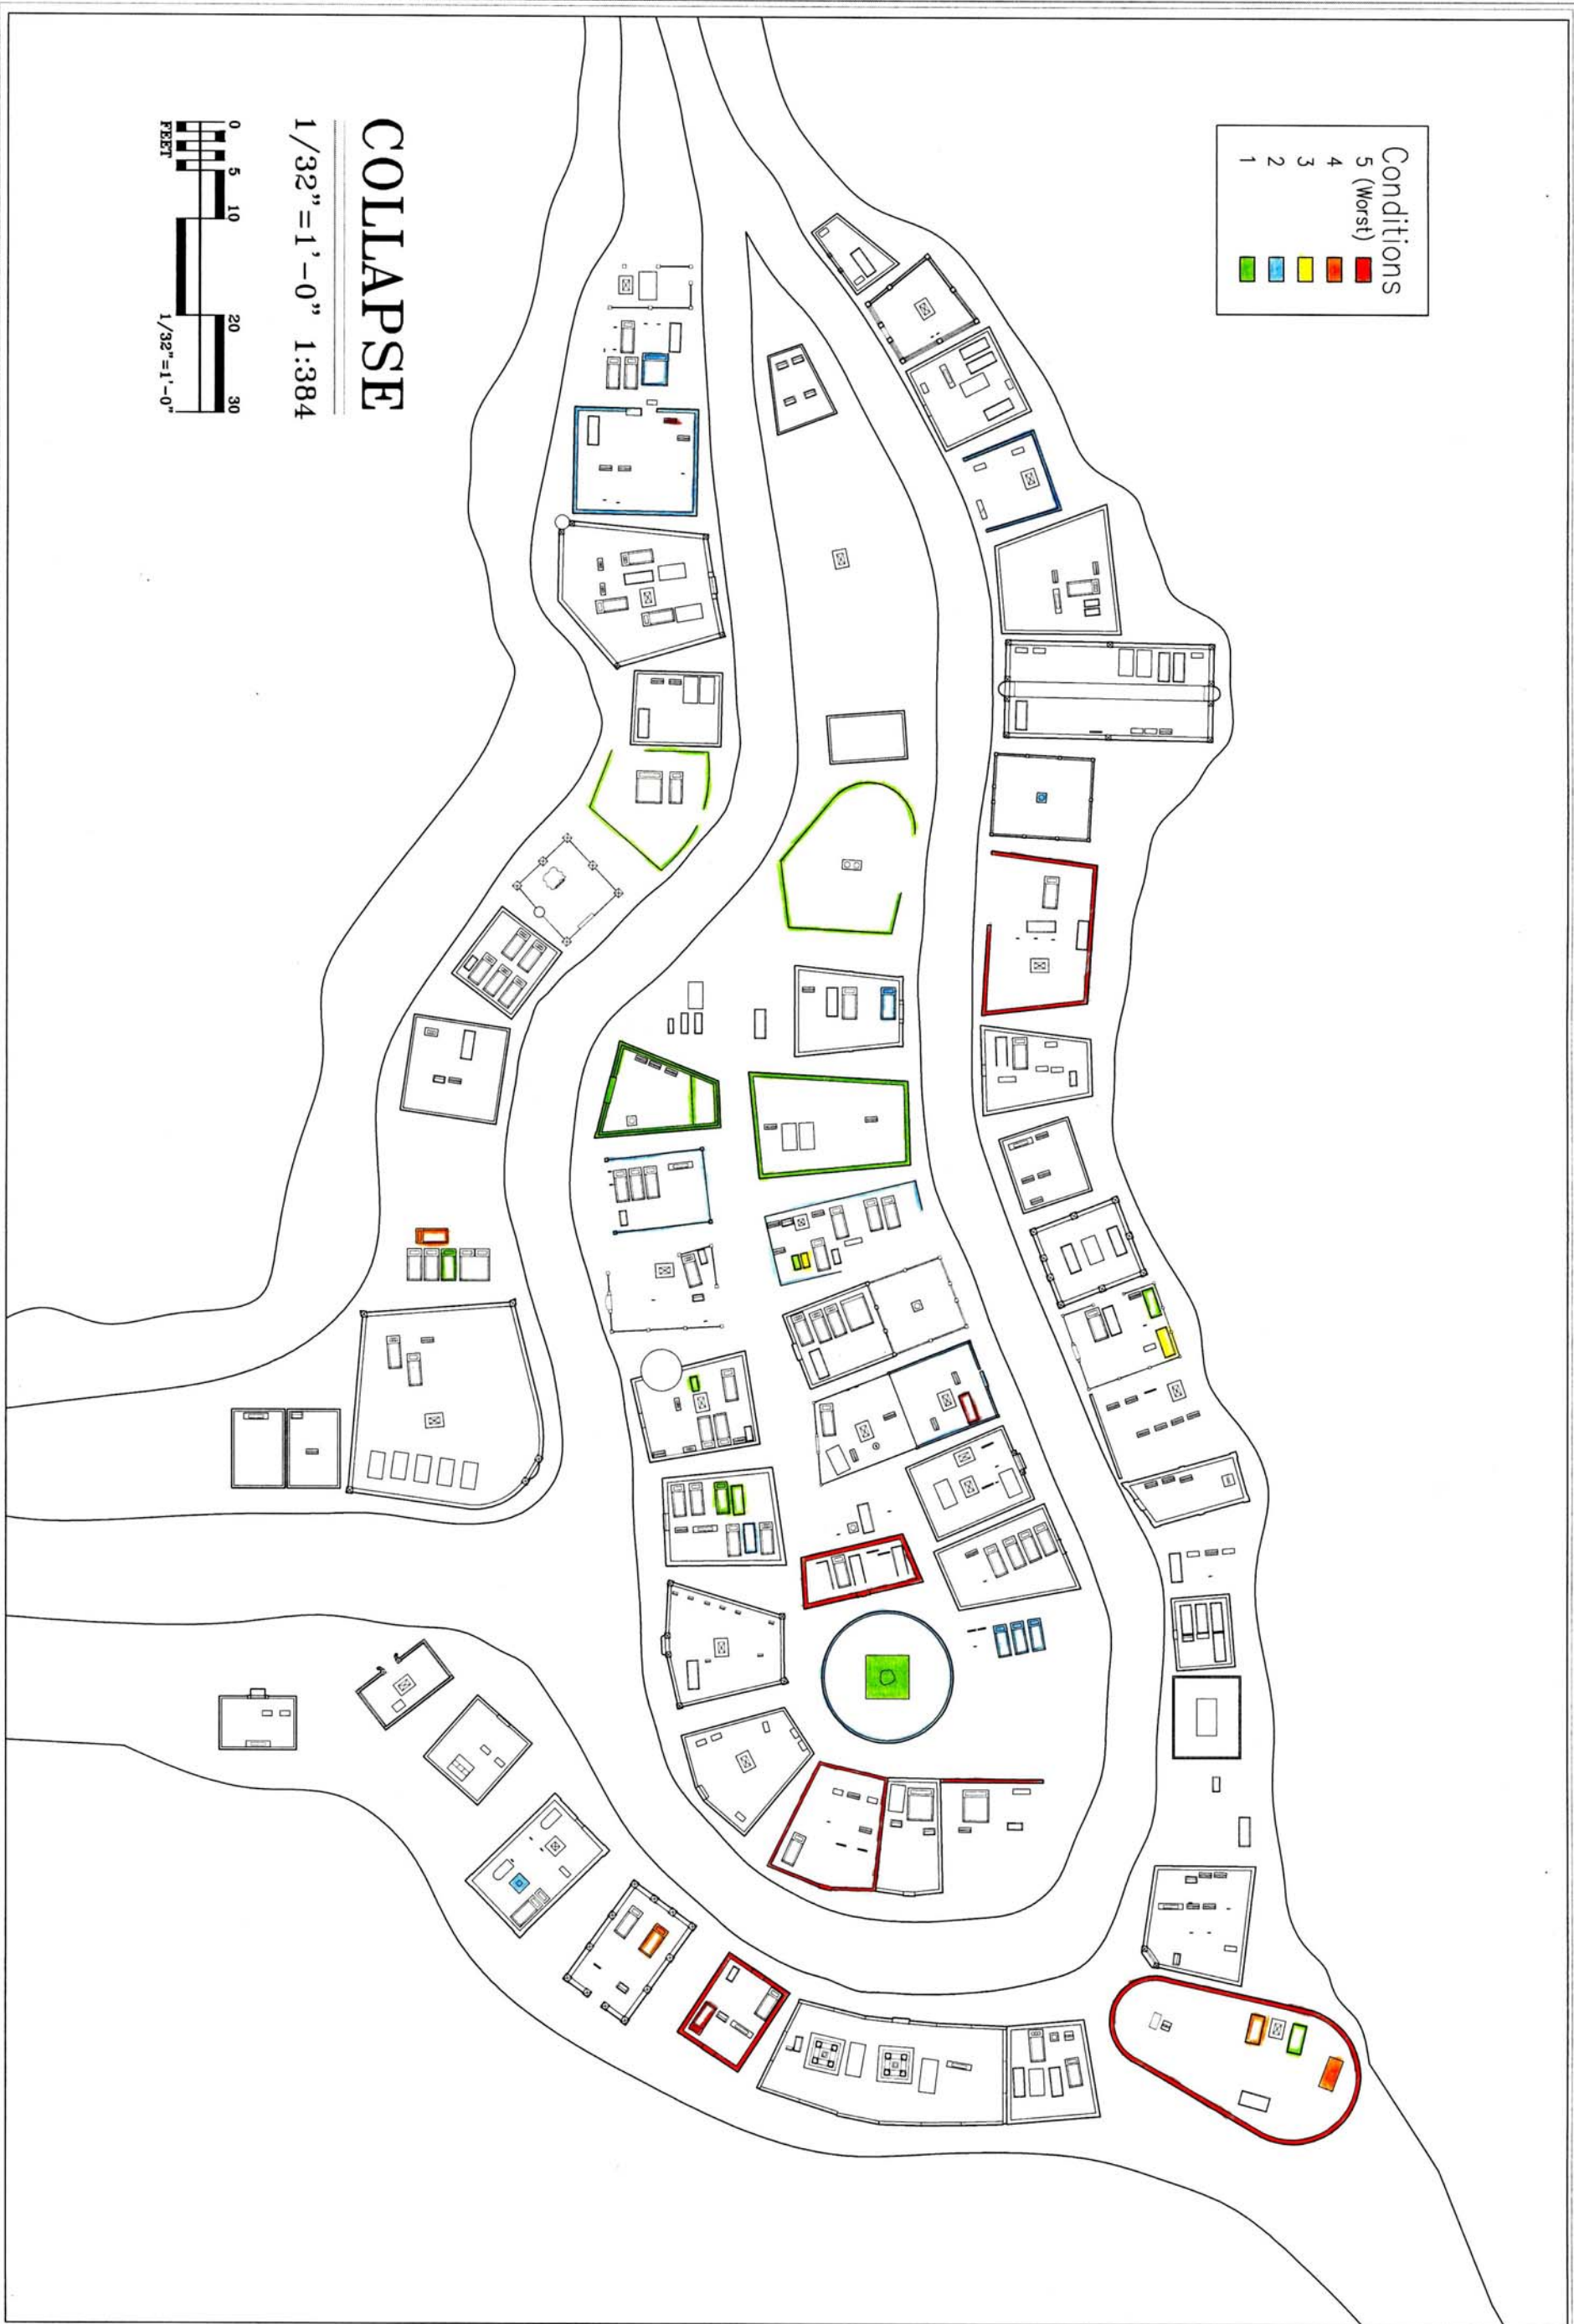 Conditions
5 (Worst)
4
3
2
1
COLLAPSE
1/32"=1'-0" 1:384
0 5 10 20 30
FEET
1/32"=1'-0"